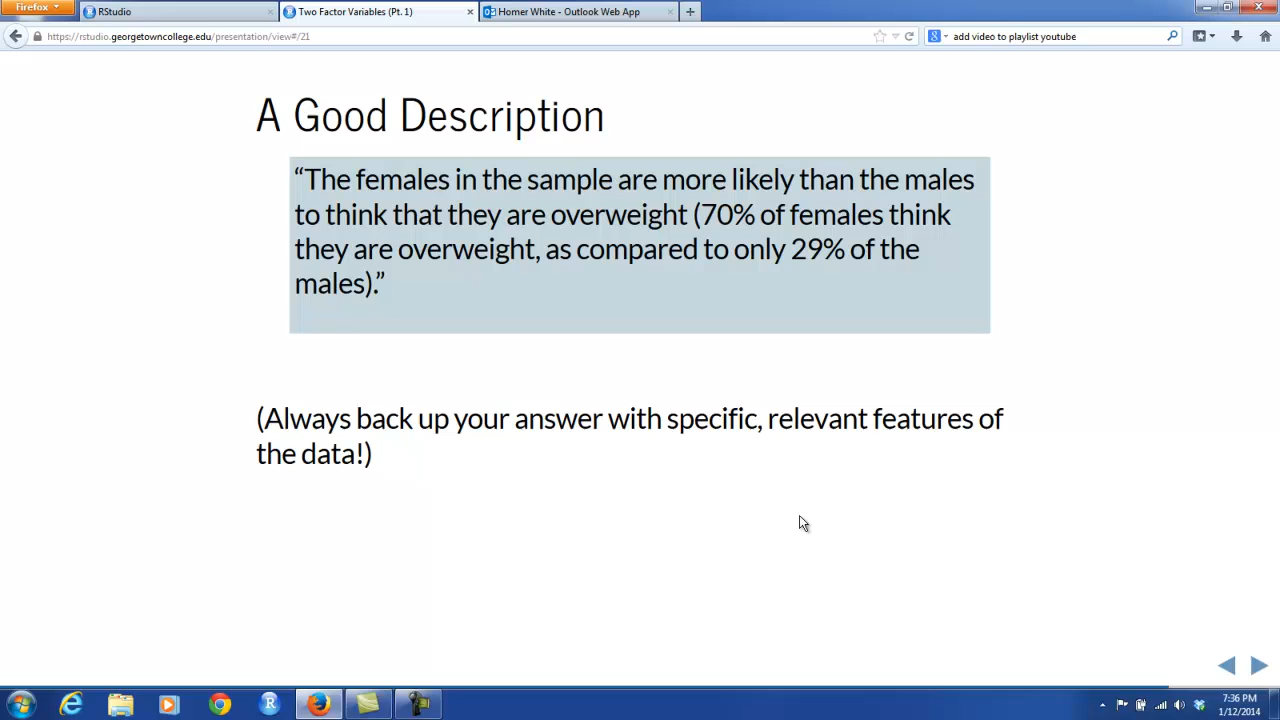 Firefox
RStudio
Two Factor Variables (Pt. 1)
Homer White - Outlook Web App
https://rstudio.georgetowncollege.edu/presentation/view#/21
add video to playlist youtube
A Good Description
“The females in the sample are more likely than the males
to think that they are overweight (70% of females think
they are overweight, as compared to only 29% of the
males).”
(Always back up your answer with specific, relevant features of
the data!)
7:36 PM
1/12/2014